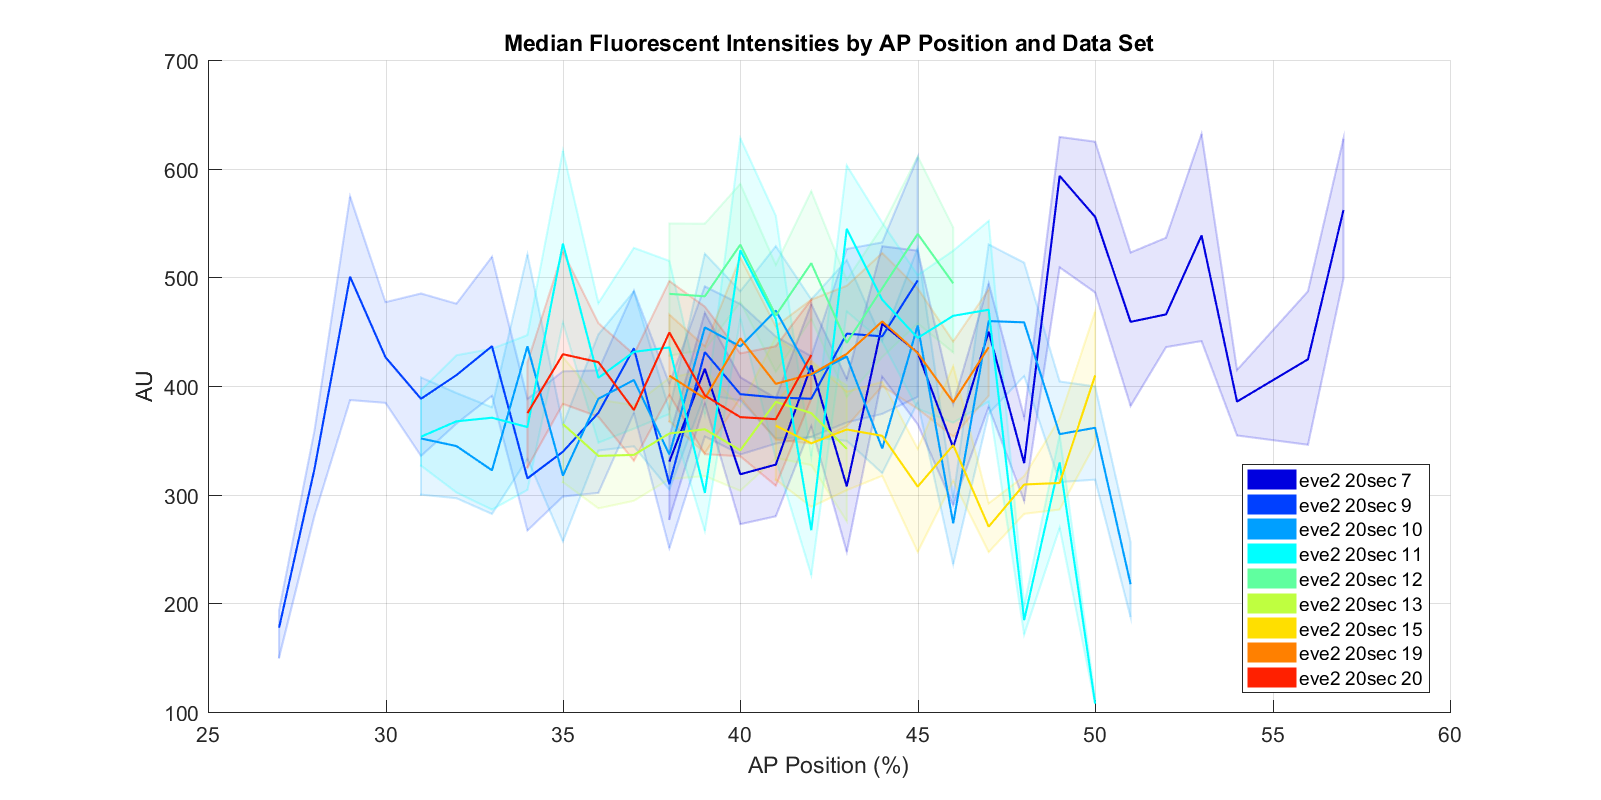 Median Fluorescent Intensities by AP Position and Data Set
700
600
500
400
300
200
100
AU
25
30
35
40
45
50
55
60
AP Position (%)
eve2 20sec 7
eve2 20sec 9
eve2 20sec 10
eve2 20sec 11
eve2 20sec 12
eve2 20sec 13
eve2 20sec 15
eve2 20sec 19
eve2 20sec 20